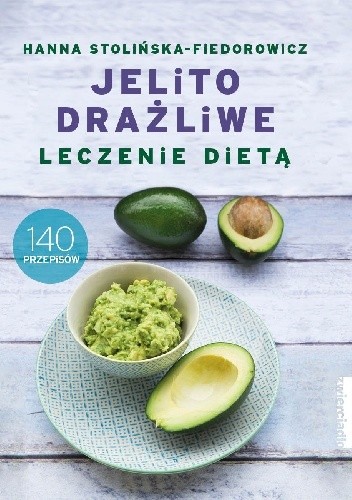 HANNA STOLIŃSKA-FIEDOROWICZ
JELiTO
DRAŻLiWE
LECZENiE DiETĄ
140
PRZEPiSÓW
zwierciadło